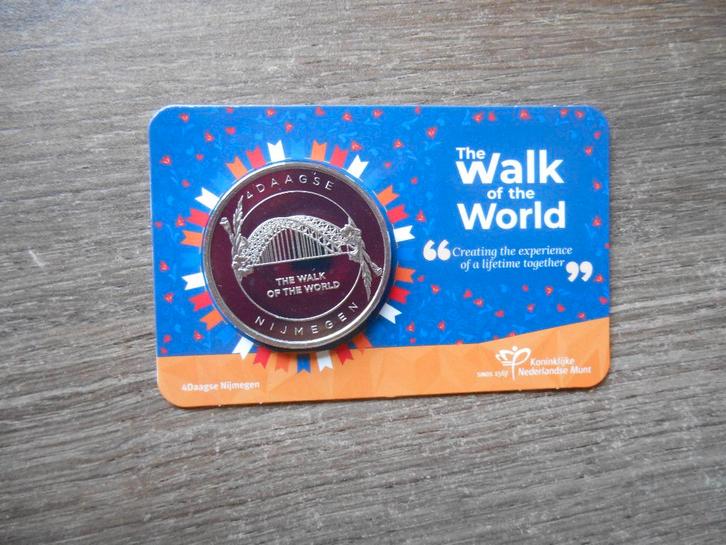 4DAAGSE
THE WALK
OF THE WORLD
NIJMEGEN
The
Walk
of the
World
“Creating the experience
of a lifetime together”
4Daagse Nijmegen
SINDS 1567
Koninklijke
Nederlandse Munt